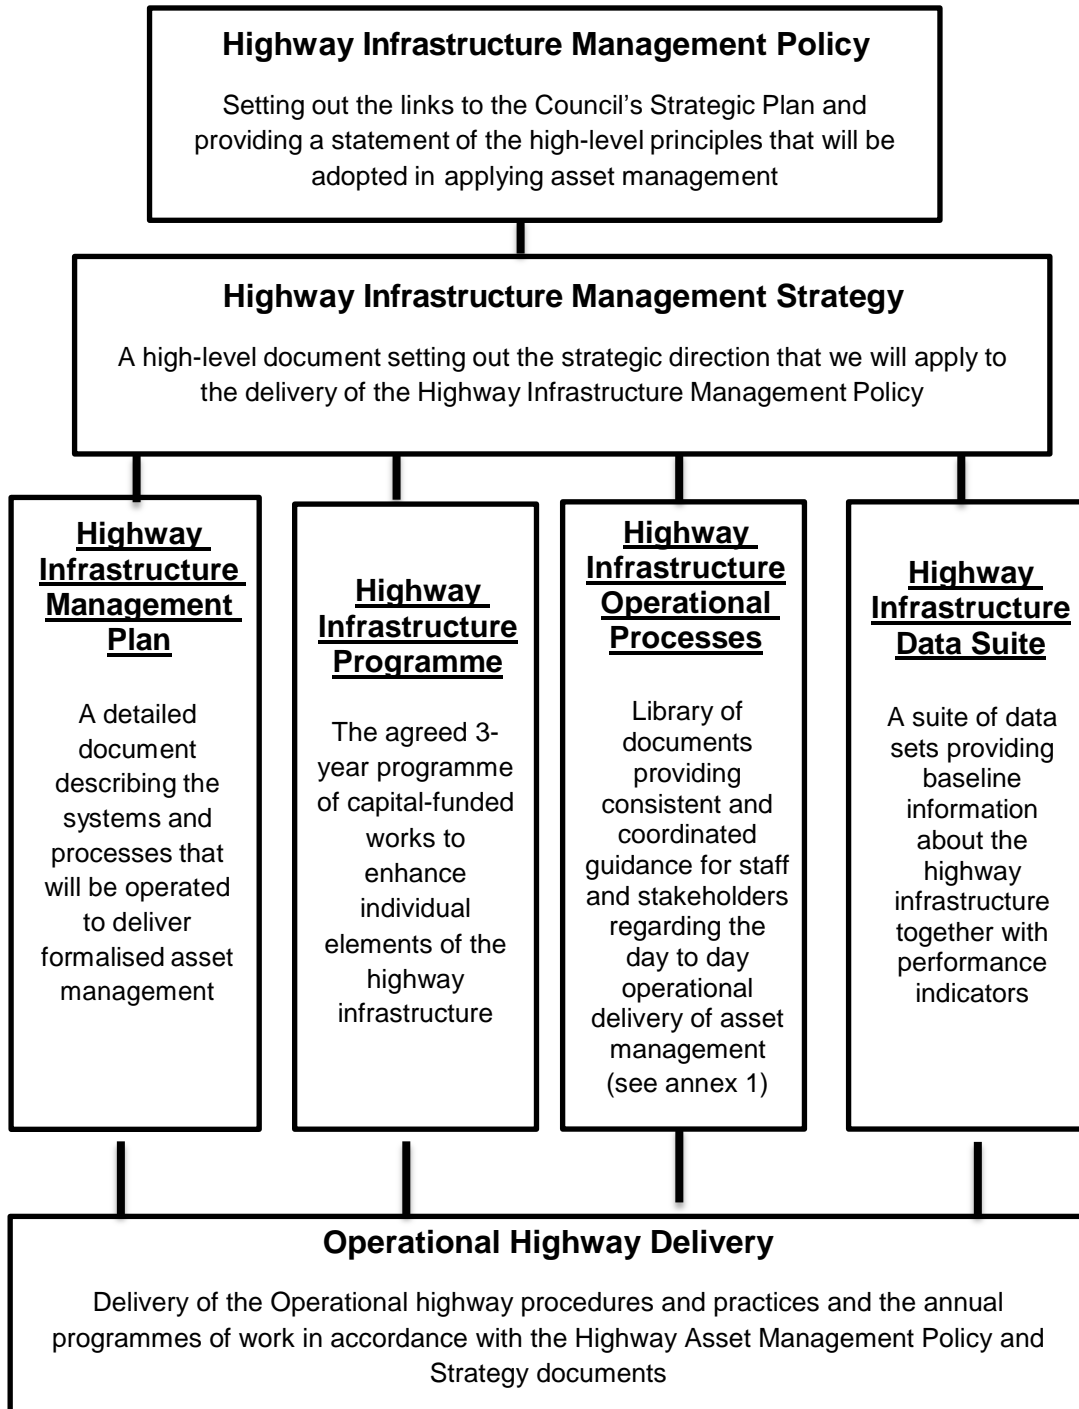 Highway Infrastructure Management Policy
Setting out the links to the Council’s Strategic Plan and
providing a statement of the high-level principles that will be
adopted in applying asset management
Highway Infrastructure Management Strategy
A high-level document setting out the strategic direction that we will apply to
the delivery of the Highway Infrastructure Management Policy
Highway
Infrastructure
Management
Plan
A detailed
document
describing the
systems and
processes that
will be operated
to deliver
formalised asset
management
Highway
Infrastructure
Programme
The agreed 3-
year programme
of capital-funded
works to
enhance
individual
elements of the
highway
infrastructure
Highway
Infrastructure
Operational
Processes
Library of
documents
providing
consistent and
coordinated
guidance for staff
and stakeholders
regarding the
day to day
operational
delivery of asset
management
(see annex 1)
Highway
Infrastructure
Data Suite
A suite of data
sets providing
baseline
information
about the
highway
infrastructure
together with
performance
indicators
Operational Highway Delivery
Delivery of the Operational highway procedures and practices and the annual
programmes of work in accordance with the Highway Asset Management Policy and
Strategy documents